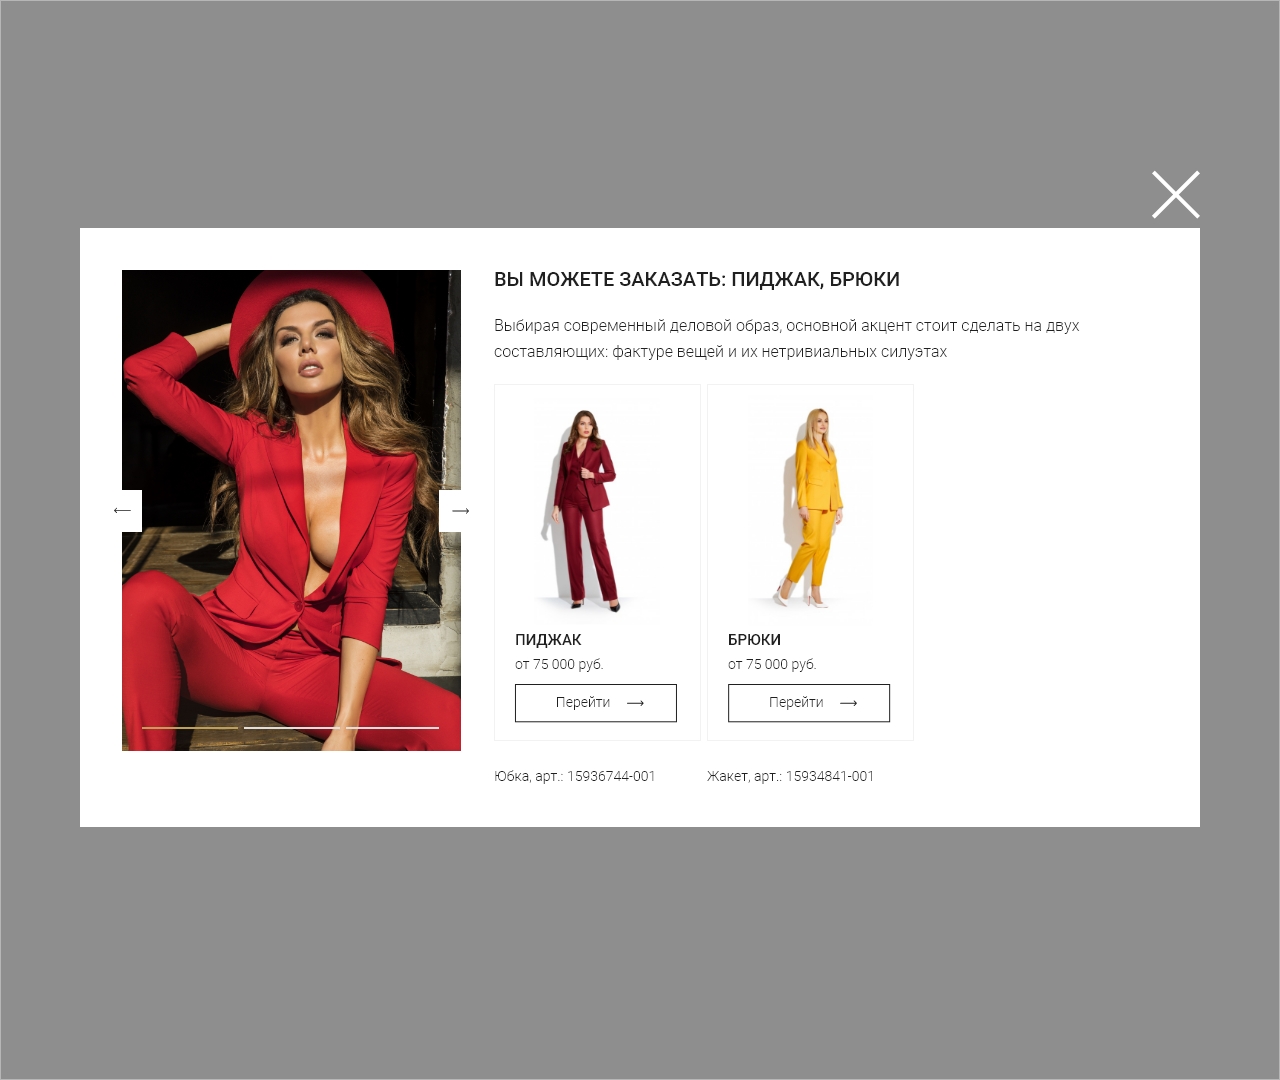 ВЫ МОЖЕТЕ ЗАКАЗАТЬ: ПИДЖАК, БРЮКИ
Выбирая современный деловой образ, основной акцент стоит сделать на двух
составляющих: фактуре вещей и их нетривиальных силуэтах
ПИДЖАК
от 75 000 руб.
Перейти
Юбка, арт.: 15936744-001
БРЮКИ
от 75 000 руб.
Перейти
Жакет, арт.: 15934841-001